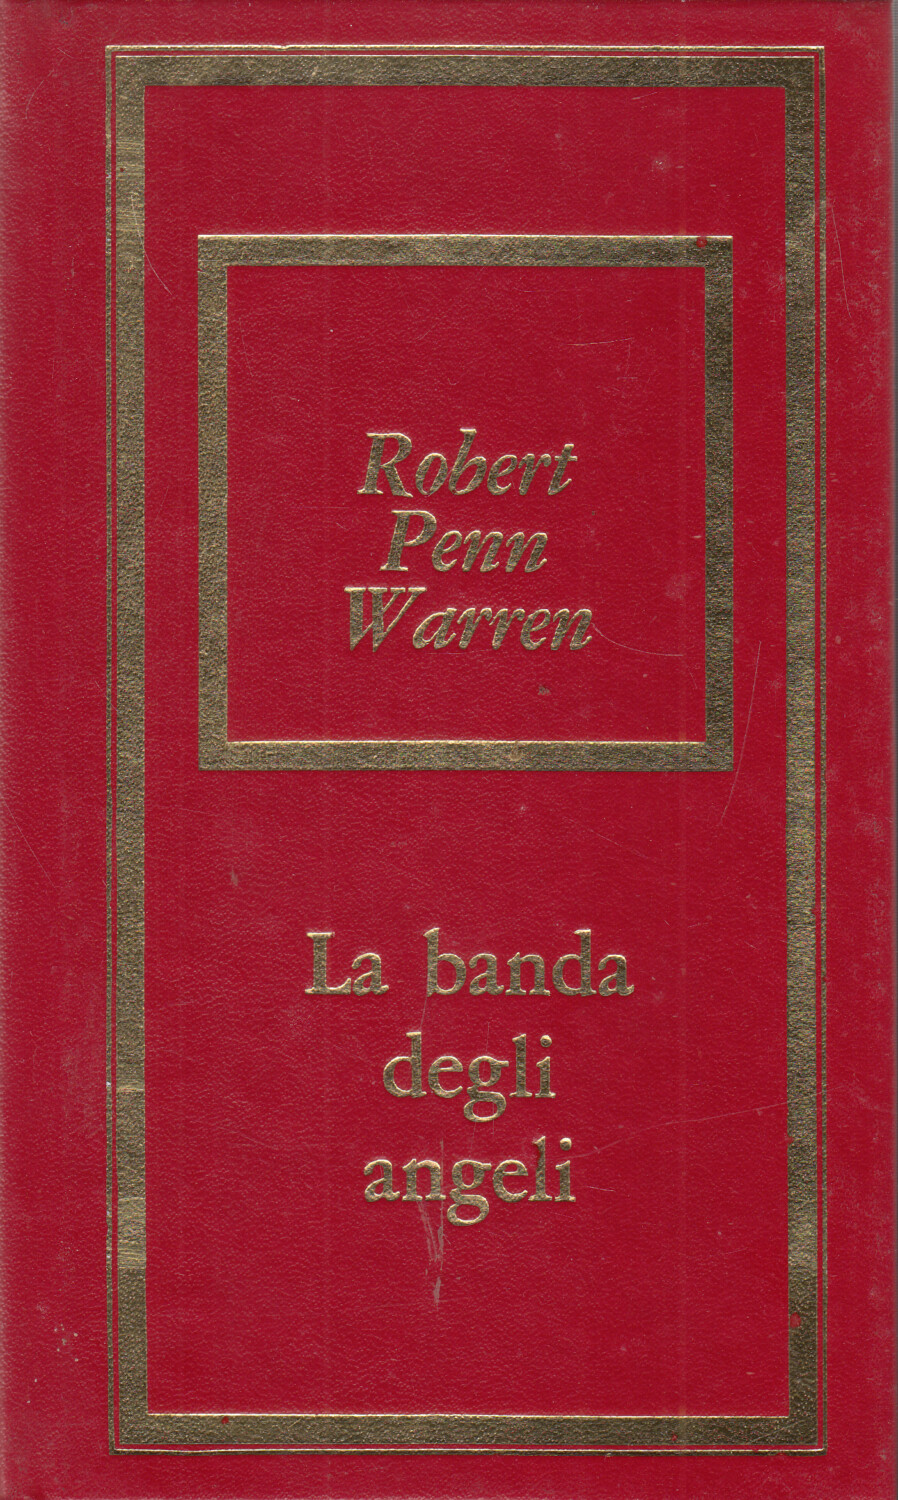 Robert
Penn
Warren
La banda
degli
angeli